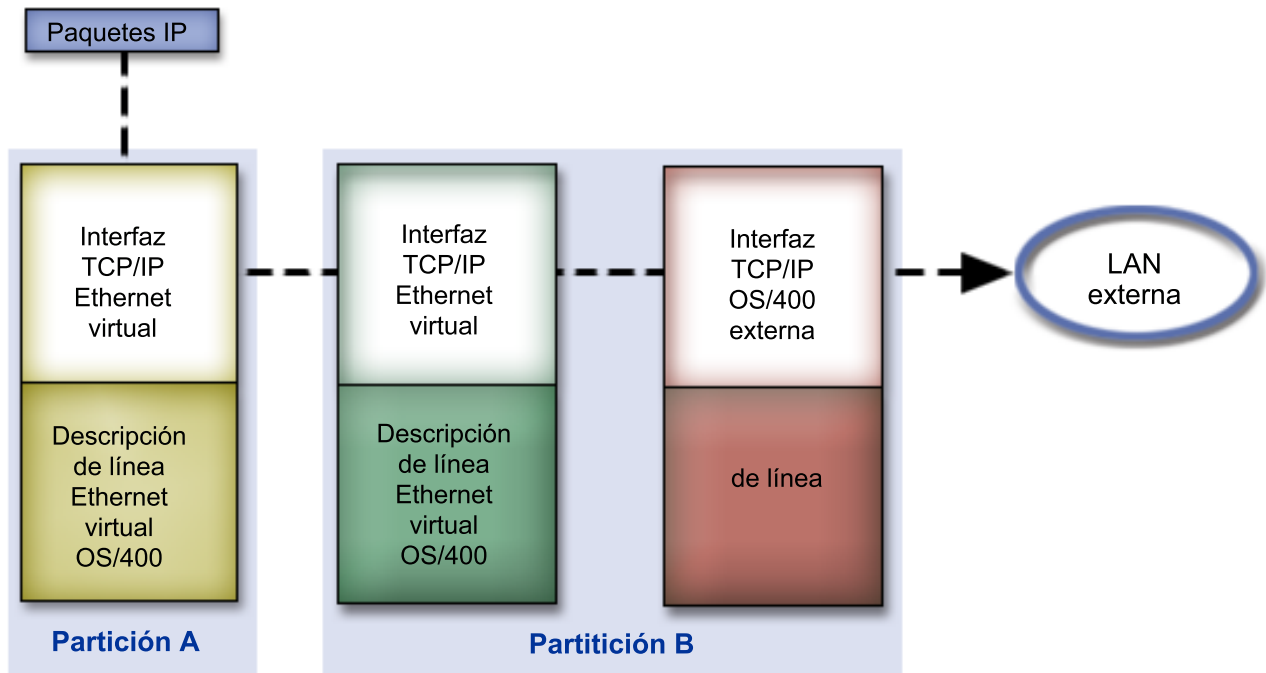 Paquetes IP
Interfaz
TCP/IP
Ethernet
virtual
Descripción
de línea
Ethernet
virtual
OS/400
Partición A
Interfaz
TCP/IP
Ethernet
virtual
Descripción
de línea
Ethernet
virtual
OS/400
Interfaz
TCP/IP
OS/400
externa
de línea
Partitición B
LAN
externa